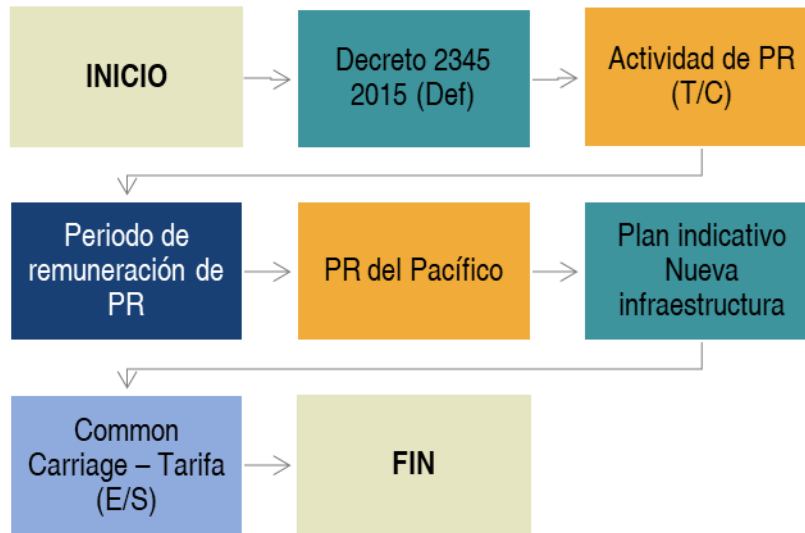 INICIO
Decreto 2345
2015 (Def)
Actividad de PR
(T/C)
Periodo de
remuneración de
PR
PR del Pacífico
Plan indicativo
Nueva
infraestructura
Common
Carriage – Tarifa
(E/S)
FIN